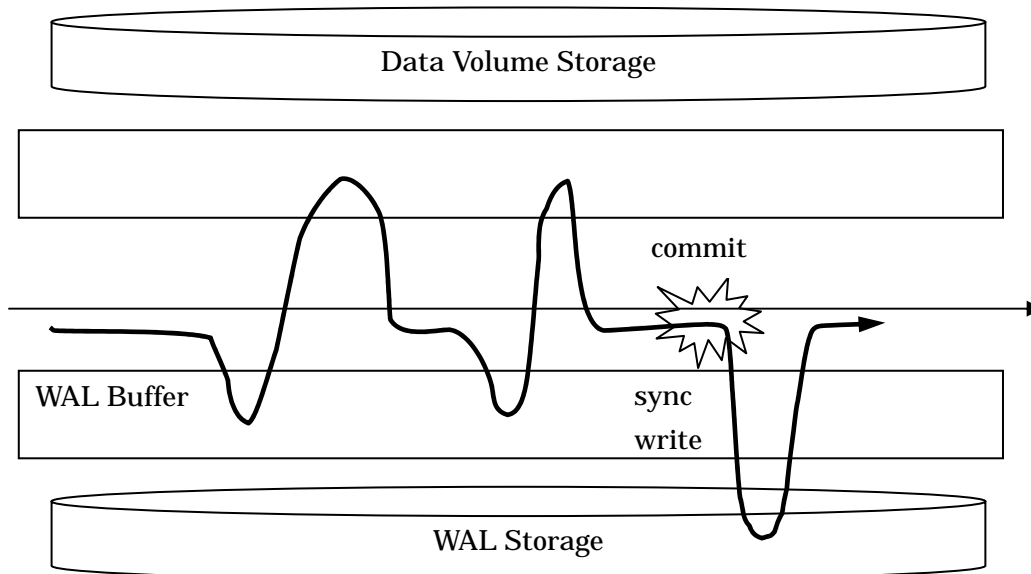 Data Volume Storage
commit
WAL Buffer
sync
write
WAL Storage